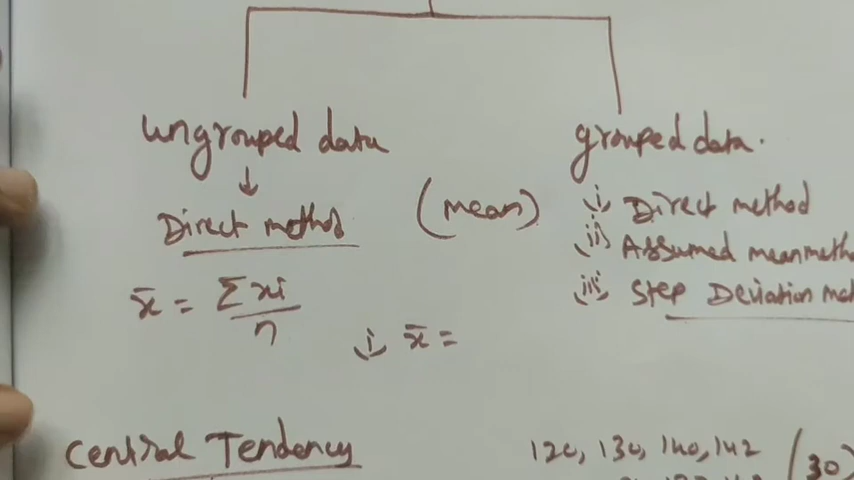 ungrouped data
↓
Direct method
x̄ = Σxi / n
(mean)
grouped data.
i) Direct method
ii) Assumed mean
iii) Step Deviation
i) x̄ =
Central Tendency
120, 130, 140, 142
(30)